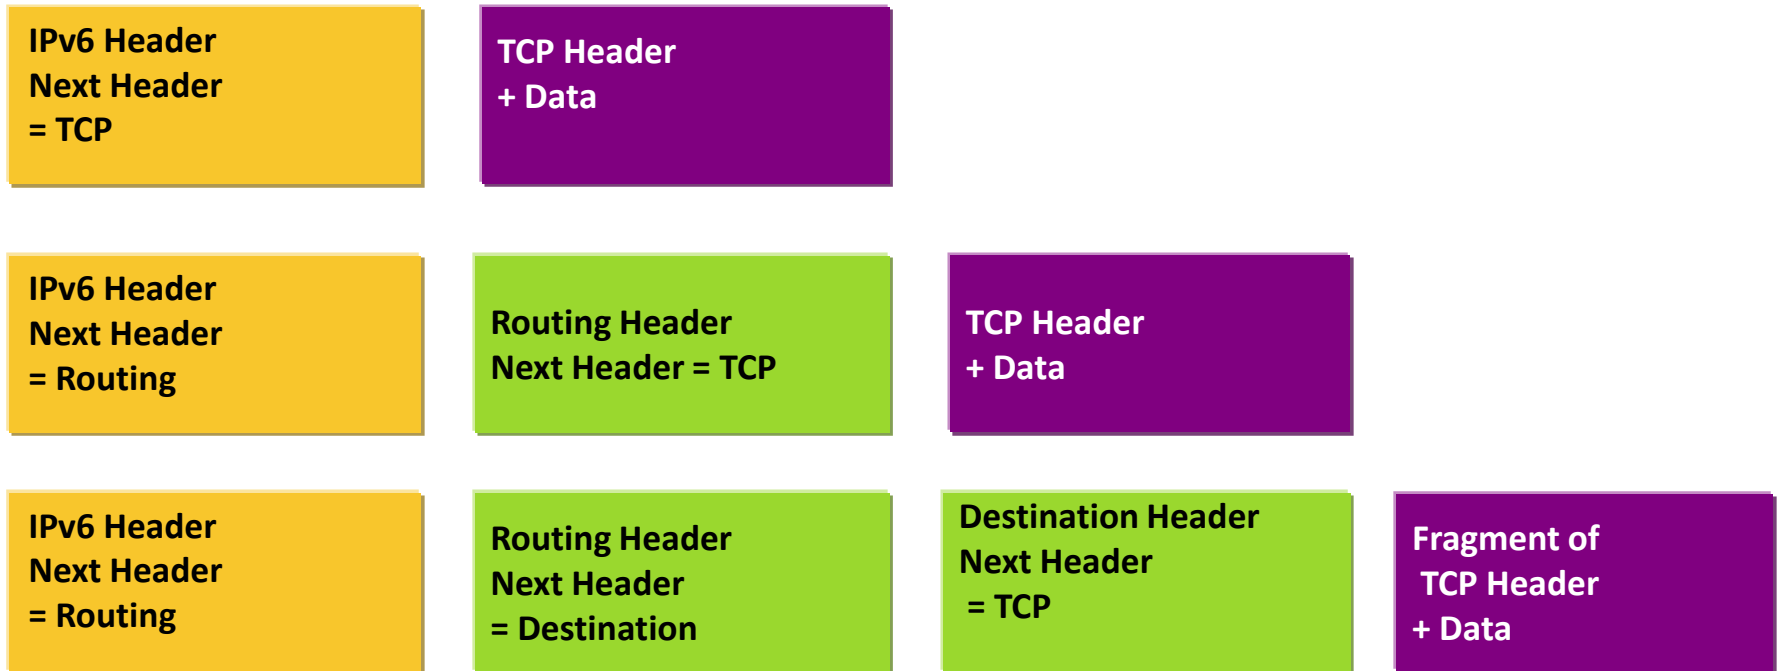 IPv6 Header
Next Header
= TCP
TCP Header
+ Data
IPv6 Header
Next Header
= Routing
Routing Header
Next Header = TCP
TCP Header
+ Data
IPv6 Header
Next Header
= Routing
Routing Header
Next Header
= Destination
Destination Header
Next Header
= TCP
Fragment of
TCP Header
+ Data